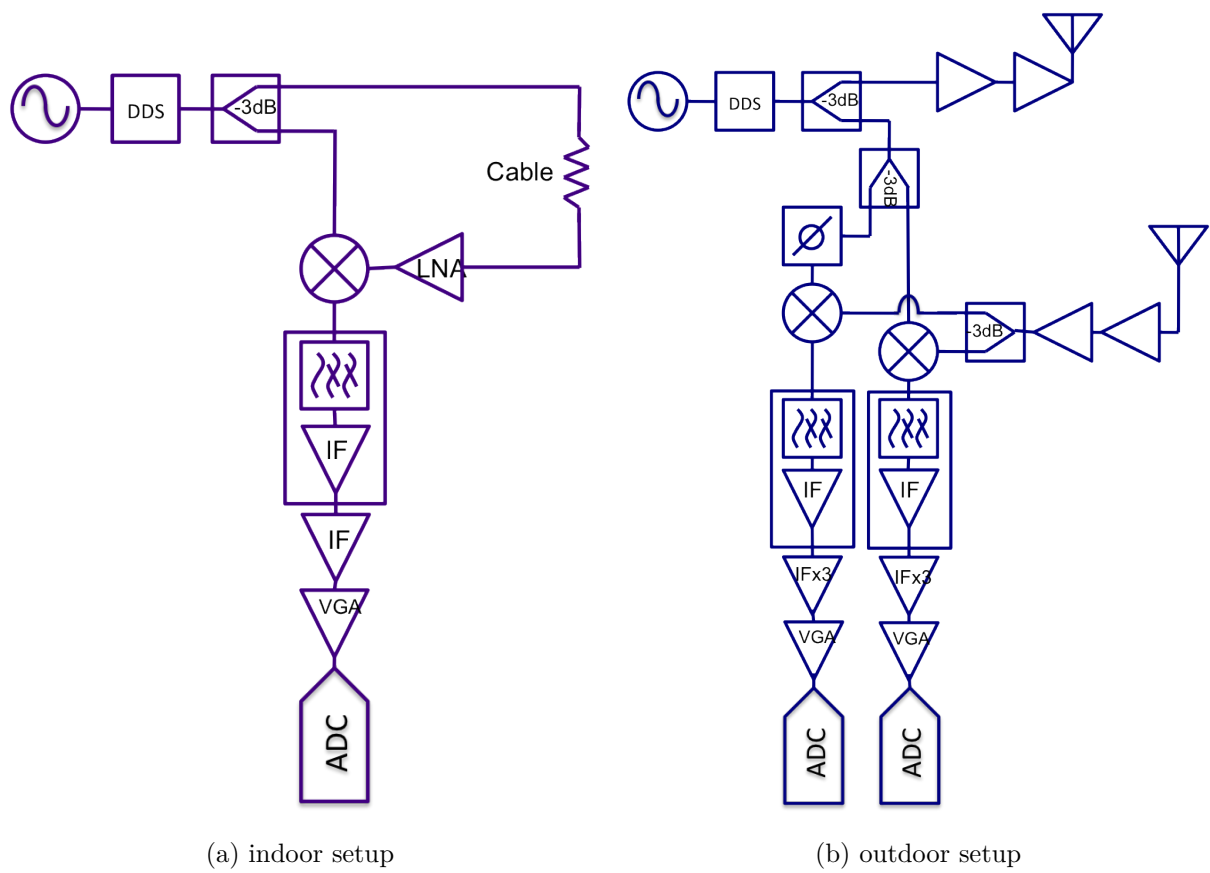 DDS
-3dB
Cable
LNA
IF
IF
VGA
ADC
(a) indoor setup
DDS
-3dB
-3dB
-3dB
IF
IF
IFx3
IFx3
VGA
VGA
ADC
ADC
(b) outdoor setup